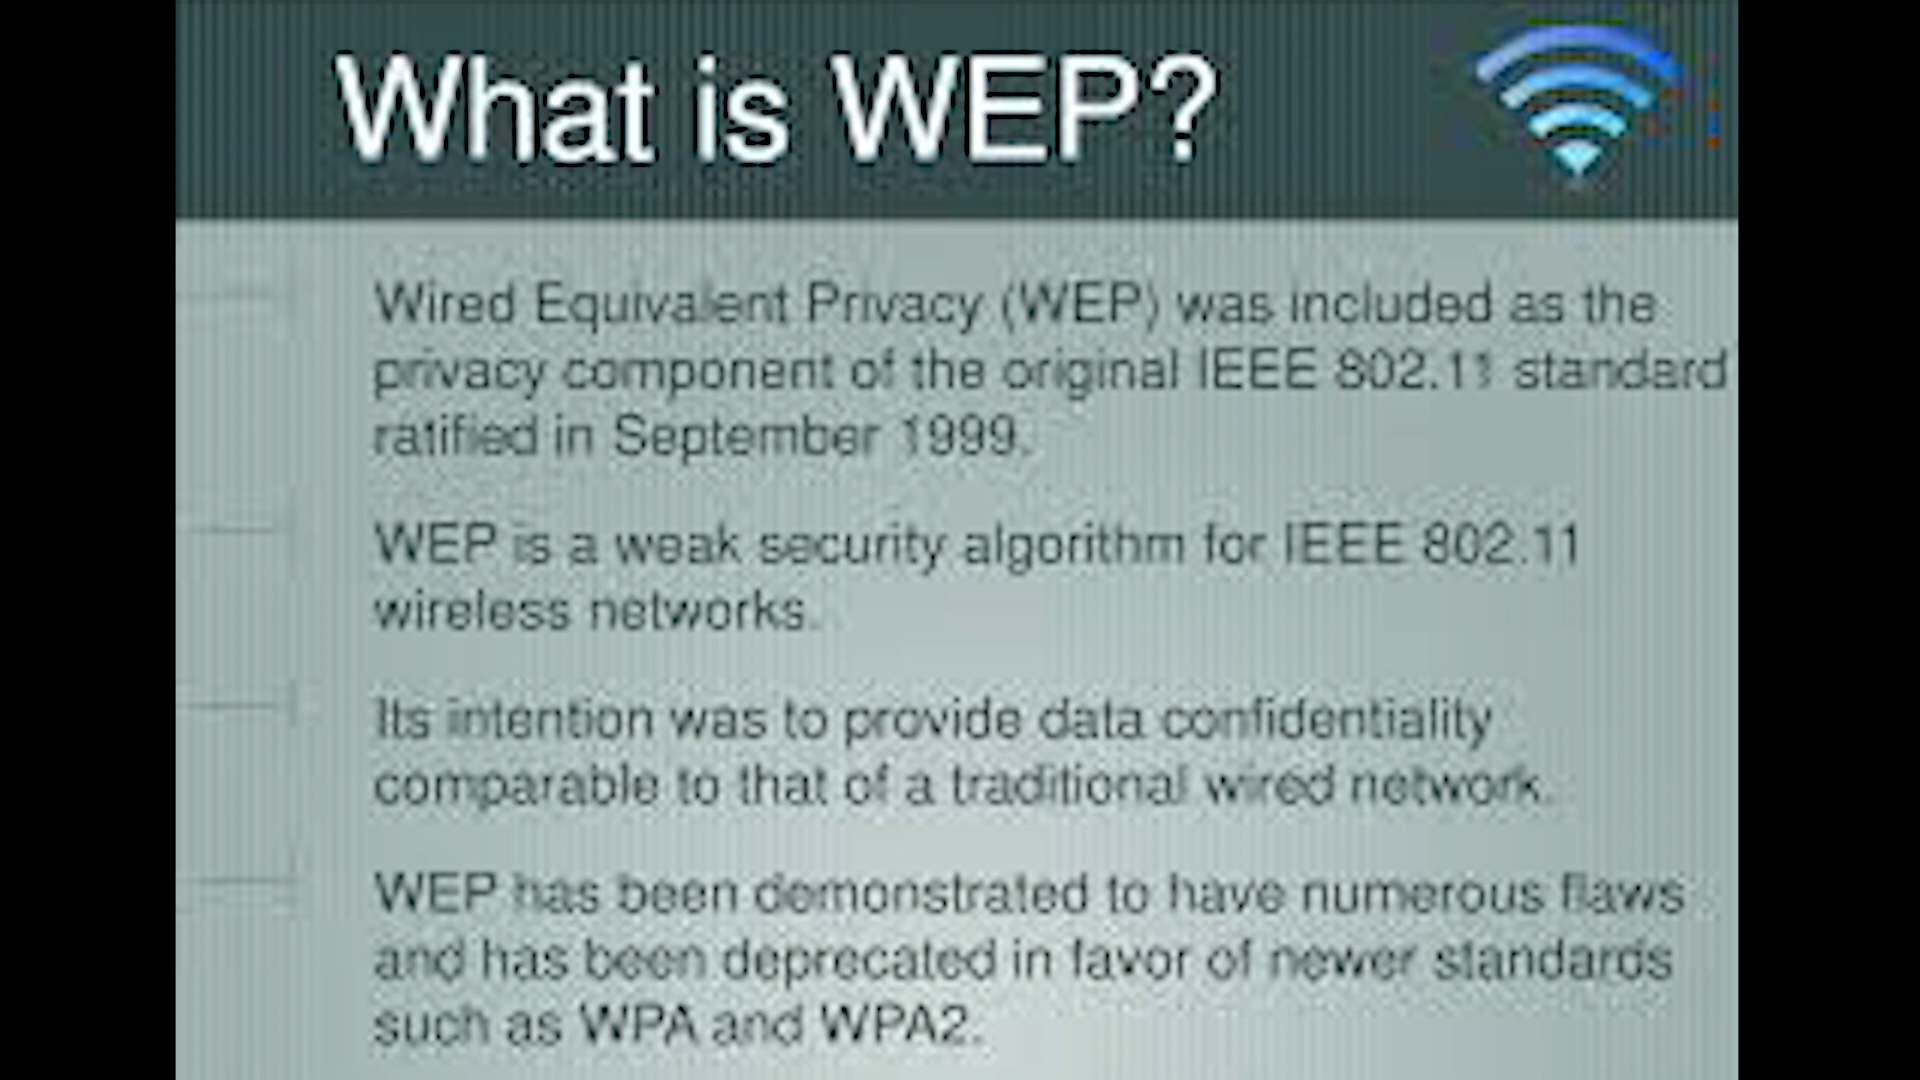 What is WEP?
Wired Equivalent Privacy (WEP) was included as the
privacy component of the original IEEE 802.11 standard
ratified in September 1999.
WEP is a weak security algorithm for IEEE 802.11
wireless networks.
Its intention was to provide data confidentiality
comparable to that of a traditional wired network.
WEP has been demonstrated to have numerous flaws
and has been deprecated in favor of newer standards
such as WPA and WPA2.